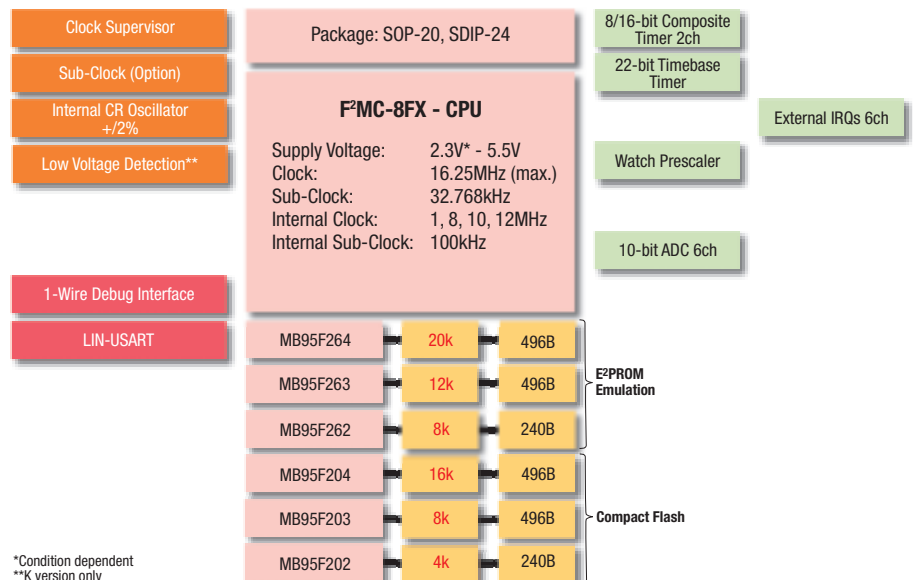 Clock Supervisor
Sub-Clock (Option)
Internal CR Oscillator
+/2%
Low Voltage Detection**
1-Wire Debug Interface
LIN-USART
Package: SOP-20, SDIP-24
F²MC-8FX - CPU
Supply Voltage: 2.3V* - 5.5V
Clock: 16.25MHz (max.)
Sub-Clock: 32.768kHz
Internal Clock: 1, 8, 10, 12MHz
Internal Sub-Clock: 100kHz
8/16-bit Composite
Timer 2ch
22-bit Timebase
Timer
External IRQs 6ch
Watch Prescaler
10-bit ADC 6ch
MB95F264 20k 496B
MB95F263 12k 496B
MB95F262 8k 240B
E²PROM
Emulation
MB95F204 16k 496B
MB95F203 8k 496B
MB95F202 4k 240B
Compact Flash
*Condition dependent
**K version only